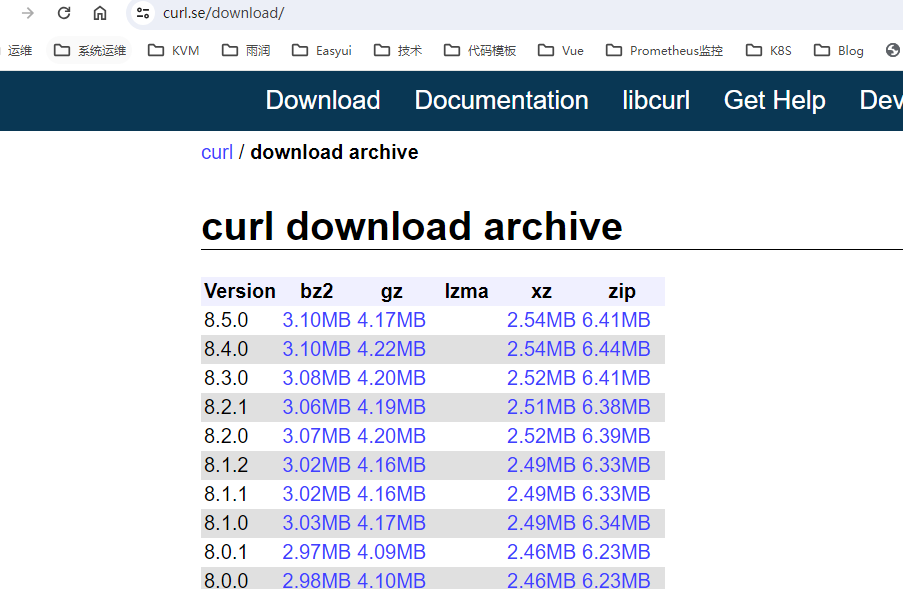 curl.se/download/
运维 系统运维 KVM 雨润 Easyui 技术 代码模板 Vue Prometheus监控 K8S Blog
Download Documentation libcurl Get Help Dev
curl / download archive
curl download archive
Version bz2 gz lzma xz zip
8.5.0 3.10MB 4.17MB 2.54MB 6.41MB
8.4.0 3.10MB 4.22MB 2.54MB 6.44MB
8.3.0 3.08MB 4.20MB 2.52MB 6.41MB
8.2.1 3.06MB 4.19MB 2.51MB 6.38MB
8.2.0 3.07MB 4.20MB 2.52MB 6.39MB
8.1.2 3.02MB 4.16MB 2.49MB 6.33MB
8.1.1 3.02MB 4.16MB 2.49MB 6.33MB
8.1.0 3.03MB 4.17MB 2.49MB 6.34MB
8.0.1 2.97MB 4.09MB 2.46MB 6.23MB
8.0.0 2.98MB 4.10MB 2.46MB 6.23MB